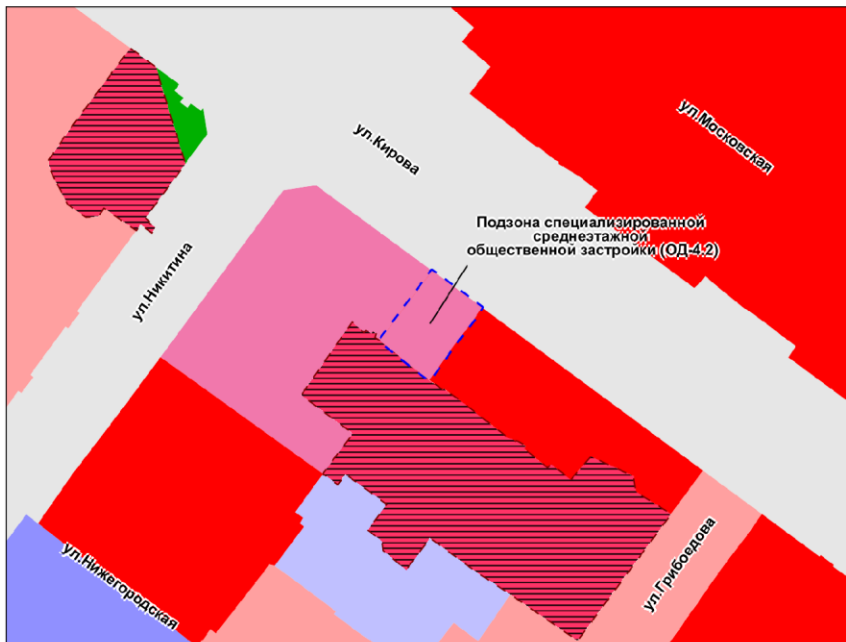 ул.Московская
ул.Кирова
Подзона специализированной
среднеэтажной
общественной застройки (ОД-4.2)
ул.Никитина
ул.Грибоедова
ул.Нижегородская